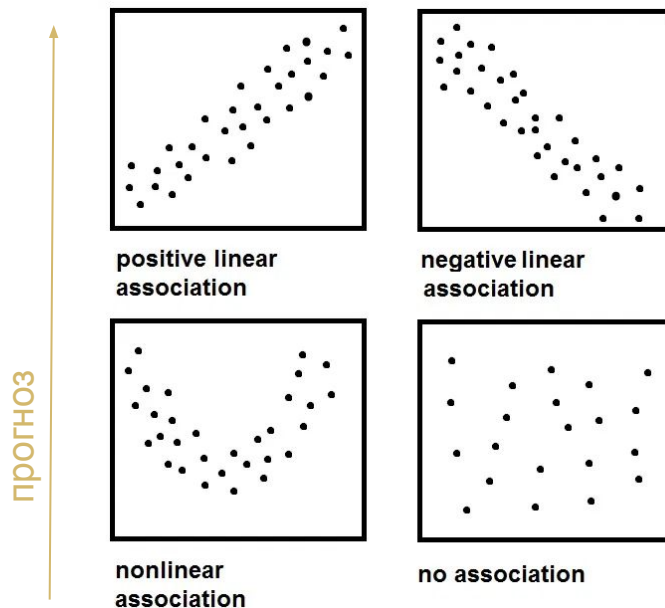 прогноз
positive linear
association
negative linear
association
nonlinear
association
no association